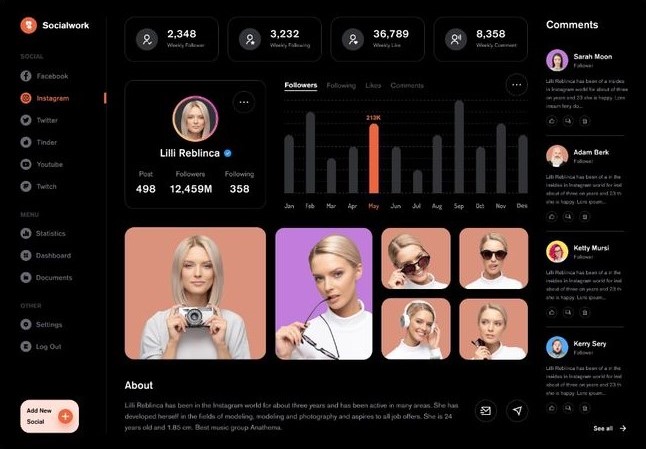 Socialwork
SOCIAL
Facebook
Instagram
Twitter
Tinder
Youtube
Twitch
MENU
Statistics
Dashboard
Documents
OTHER
Settings
Log Out
Add New
Social
2,348
Weekly Follower
3,232
Weekly Following
36,789
Weekly Like
8,358
Weekly Comment
Lilli Reblinca
Post
Followers
Following
498
12,459M
358
Followers
Following
Likes
Comments
213K
Jan
Feb
Mar
Apr
May
Jun
Jul
Aug
Sep
Oct
Nov
Des
About
Lilli Reblinca has been in the Instagram world for about three years and has been active in many areas. She has
developed herself in the fields of modeling, modeling and photography and aspires to all job offers. She is 24
years old and 1.85 cm. Best music group Anathema.
Comments
Sarah Moon
Follower
Lilli Reblinca has been of a
insides in Instagram world for about of three
on years and 23 she is happy. Lorem
Adam Berk
Follower
Lilli Reblinca has been of a in the
insides in Instagram world for
about of three on years and 23
she is happy. Lorem ipsum...
Ketty Mursi
Follower
Lilli Reblinca has been of a in the
insides in Instagram world for
about of three on years and 23
she is happy. Lorem ipsum...
Kerry Sery
Follower
Lilli Reblinca has been of a in the
insides in Instagram world for
about of three on years and 23
she is happy. Lorem ipsum...
See all